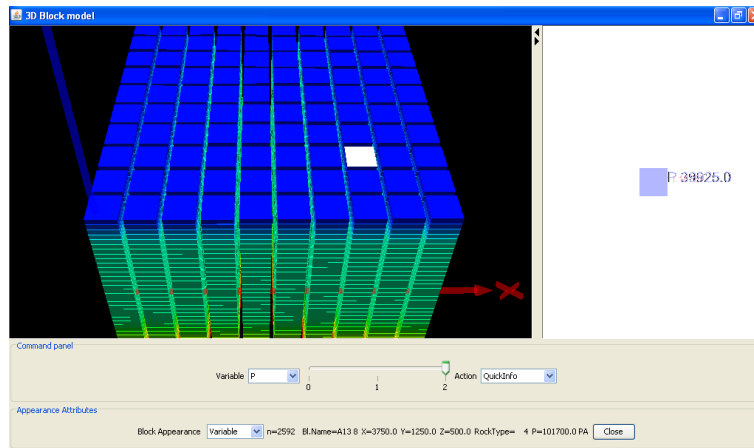 3D Block model
P 39925.0
X
Command panel
Variable P 0 1 2 Action QuickInfo
Appearance Attributes
Block Appearance Variable n=2592 Bl.Name=A13 8 X=3750.0 Y=1250.0 Z=500.0 RockType= 4 P=101700.0 PA Close